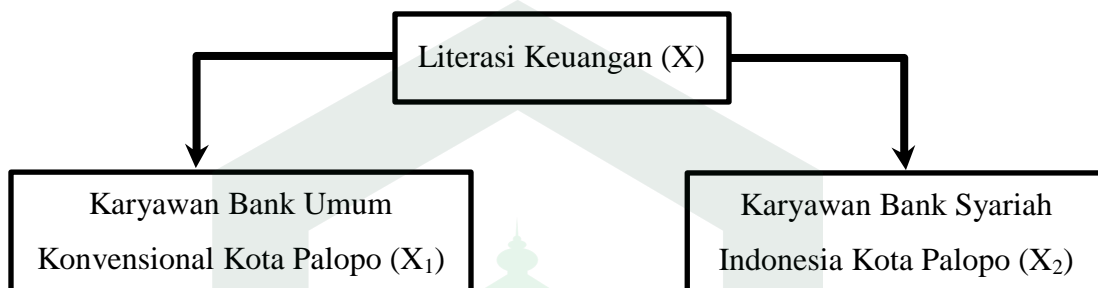 Literasi Keuangan (X)
Karyawan Bank Umum
Konvensional Kota Palopo (X₁)
Karyawan Bank Syariah
Indonesia Kota Palopo (X₂)